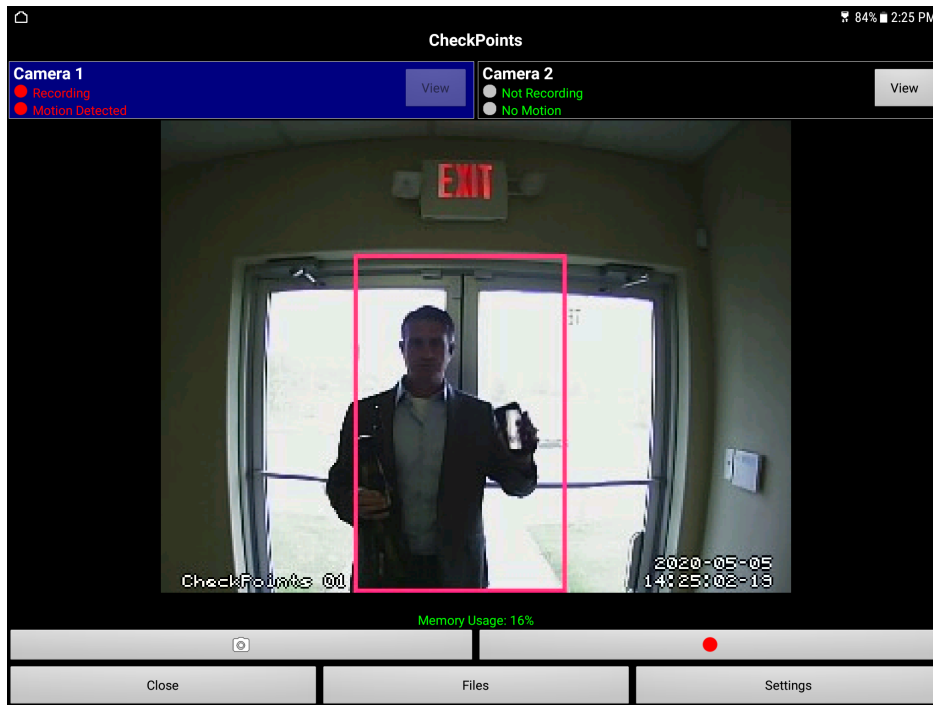 84% 2:25 PM
CheckPoints
Camera 1
Recording
Motion Detected
View
Camera 2
Not Recording
No Motion
View
EXIT
CheckPoints 01
2020-05-05
14:25:02-19
Memory Usage: 16%
Close
Files
Settings